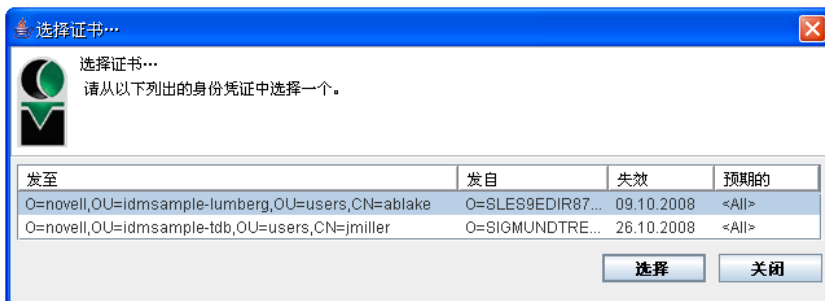 选择证书…
选择证书…
请从以下列出的身份凭证中选择一个。
发至 发自 失效 预期的
O=novell,OU=idmsample-lumberg,OU=users,CN=ablake O=SLES9EDIR87... 09.10.2008 <All>
O=novell,OU=idmsample-tdb,OU=users,CN=jmiller O=SIGMUNDTRE... 26.10.2008 <All>
选择 关闭